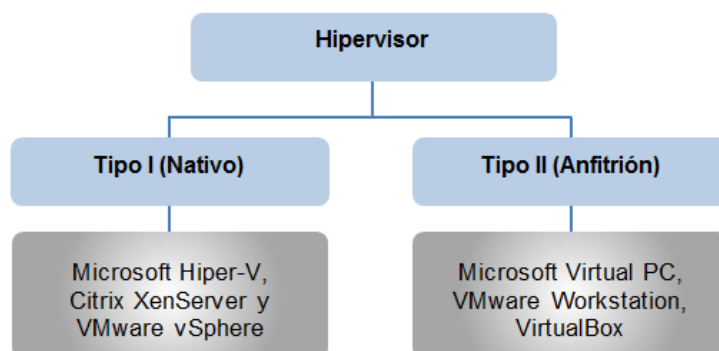 Hipervisor
Tipo I (Nativo)
Tipo II (Anfitrión)
Microsoft Hiper-V,
Citrix XenServer y
VMware vSphere
Microsoft Virtual PC,
VMware Workstation,
VirtualBox